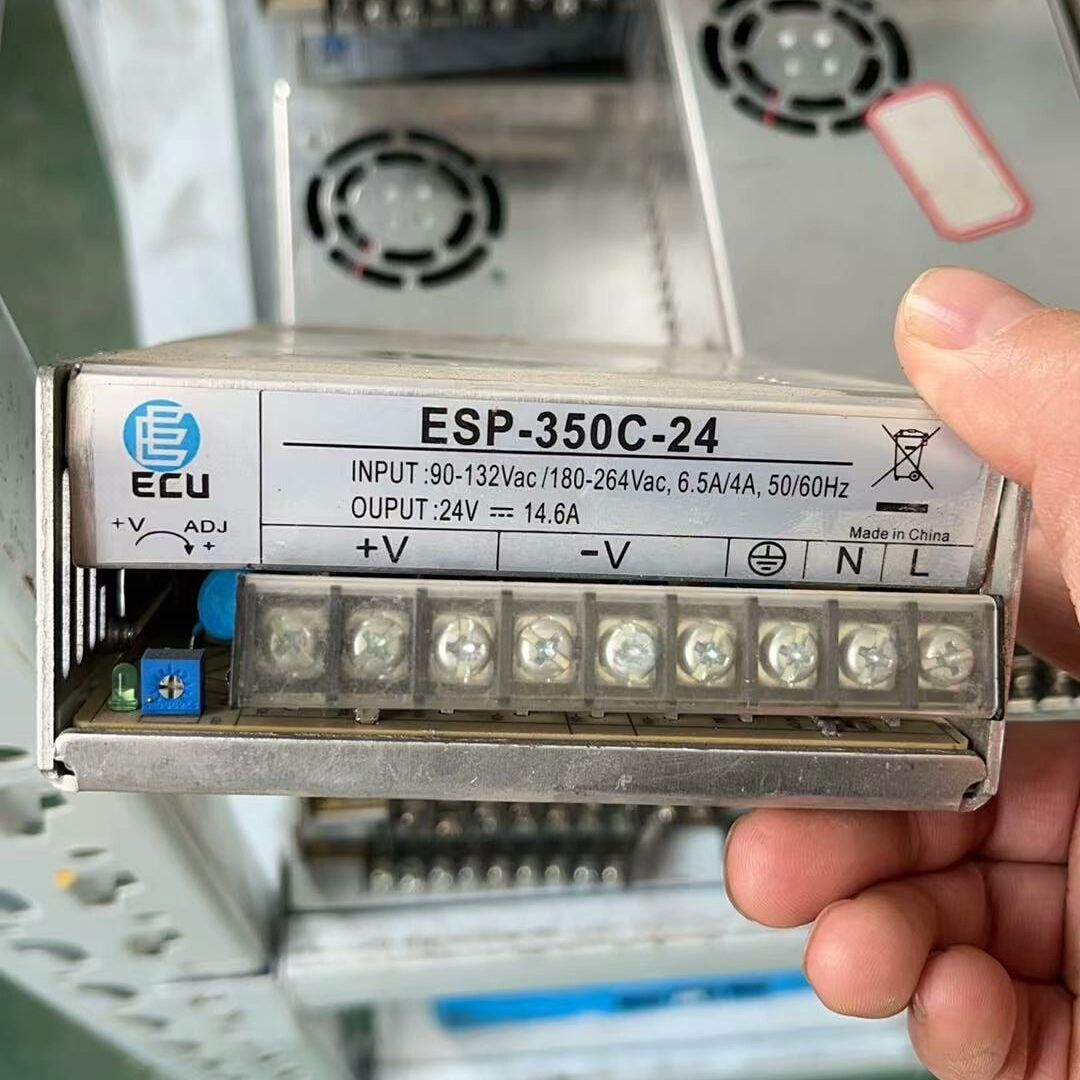 ECU
ESP-350C-24
INPUT :90-132Vac /180-264Vac, 6.5A/4A, 50/60Hz
OUPUT :24V ⎓ 14.6A
Made in China
+V ADJ
+
+V -V N L